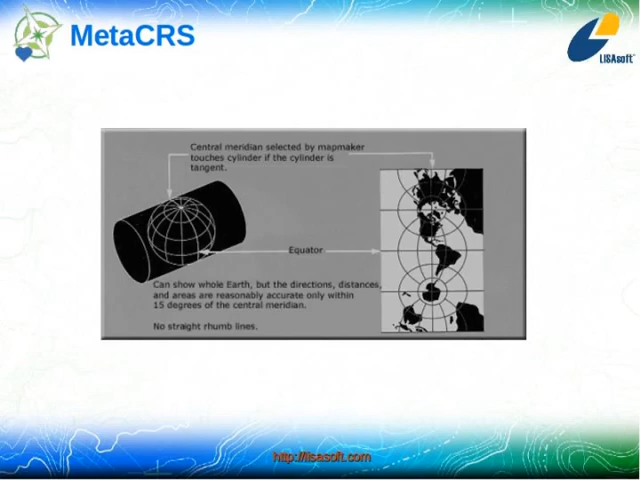 MetaCRS
LISAsoft
Central meridian selected by mapmaker
touches cylinder if the cylinder is
tangent.
Equator
Can show whole Earth, but the directions, distances,
and areas are reasonably accurate only within
15 degrees of the central meridian.
No straight rhumb lines.
http://lisasoft.com